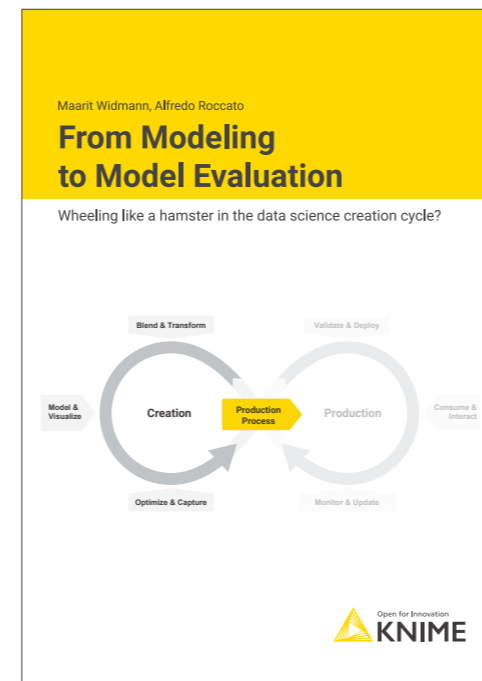 Maarit Widmann, Alfredo Roccato
From Modeling
to Model Evaluation
Wheeling like a hamster in the data science creation cycle?
Blend & Transform
Validate & Deploy
Model &
Visualize
Creation
Production
Process
Production
Consume &
Interact
Optimize & Capture
Monitor & Update
Open for Innovation
KNIME